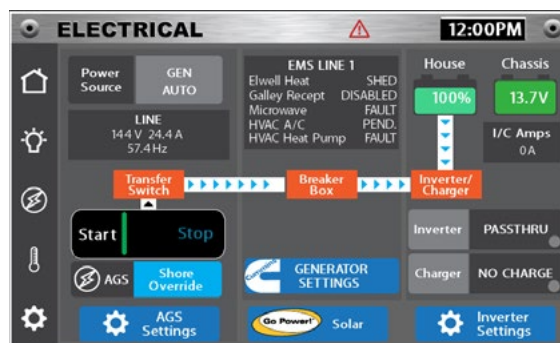 ELECTRICAL
12:00PM
Power Source
GEN AUTO
LINE
144 V 24.4 A
57.4 Hz
EMS LINE 1
Elwell Heat SHED
Galley Recept DISABLED
Microwave FAULT
HVAC A/C PEND.
HVAC Heat Pump FAULT
House
Chassis
100%
13.7V
I/C Amps
0 A
Transfer Switch
Breaker Box
Inverter/ Charger
Start
Stop
Inverter
PASSTHRU
AGS
Shore Override
Cummins
GENERATOR SETTINGS
Charger
NO CHARGE
AGS Settings
Go Power!
Solar
Inverter Settings